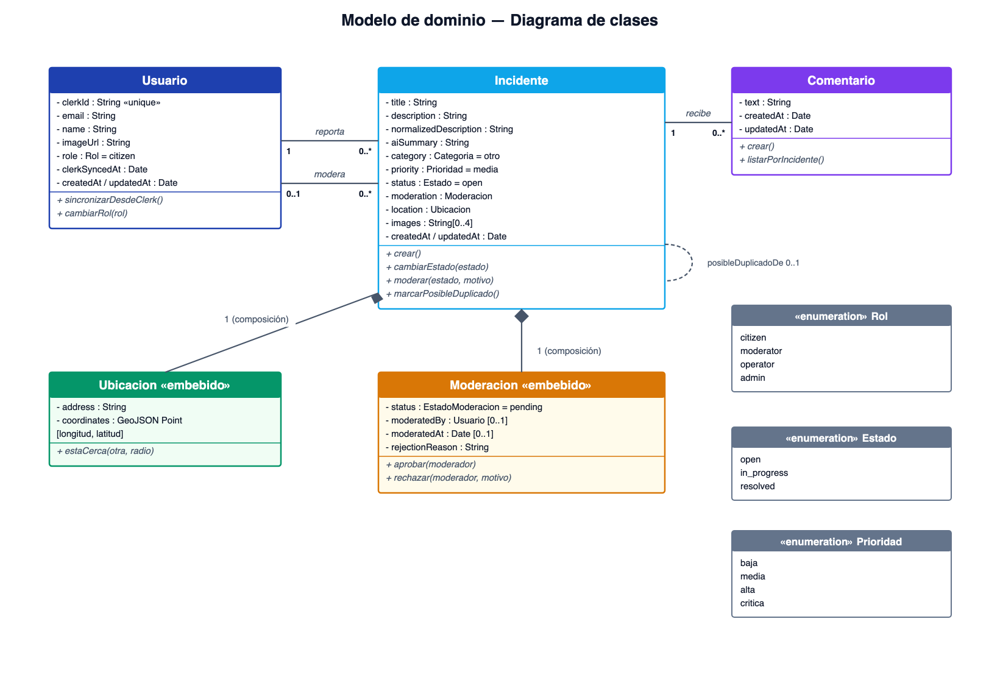 Modelo de dominio — Diagrama de clases
Usuario
- clerkId : String «unique»
- email : String
- name : String
- imageUrl : String
- role : Rol = citizen
- clerkSyncedAt : Date
- createdAt / updatedAt : Date
+ sincronizarDesdeClerk()
+ cambiarRol(rol)
reporta
1
0..*
modera
0..1
0..*
Incidente
- title : String
- description : String
- normalizedDescription : String
- aiSummary : String
- category : Categoria = otro
- priority : Prioridad = media
- status : Estado = open
- moderation : Moderacion
- location : Ubicacion
- images : String[0..4]
- createdAt / updatedAt : Date
+ crear()
+ cambiarEstado(estado)
+ moderar(estado, motivo)
+ marcarPosibleDuplicado()
recibe
1
0..*
Comentario
- text : String
- createdAt : Date
- updatedAt : Date
+ crear()
+ listarPorIncidente()
posibleDuplicadoDe 0..1
1 (composición)
1 (composición)
Ubicacion «embebido»
- address : String
- coordinates : GeoJSON Point
[longitud, latitud]
+ estaCerca(otra, radio)
Moderacion «embebido»
- status : EstadoModeracion = pending
- moderatedBy : Usuario [0..1]
- moderatedAt : Date [0..1]
- rejectionReason : String
+ aprobar(moderador)
+ rechazar(moderador, motivo)
«enumeration» Rol
citizen
moderator
operator
admin
«enumeration» Estado
open
in_progress
resolved
«enumeration» Prioridad
baja
media
alta
critica